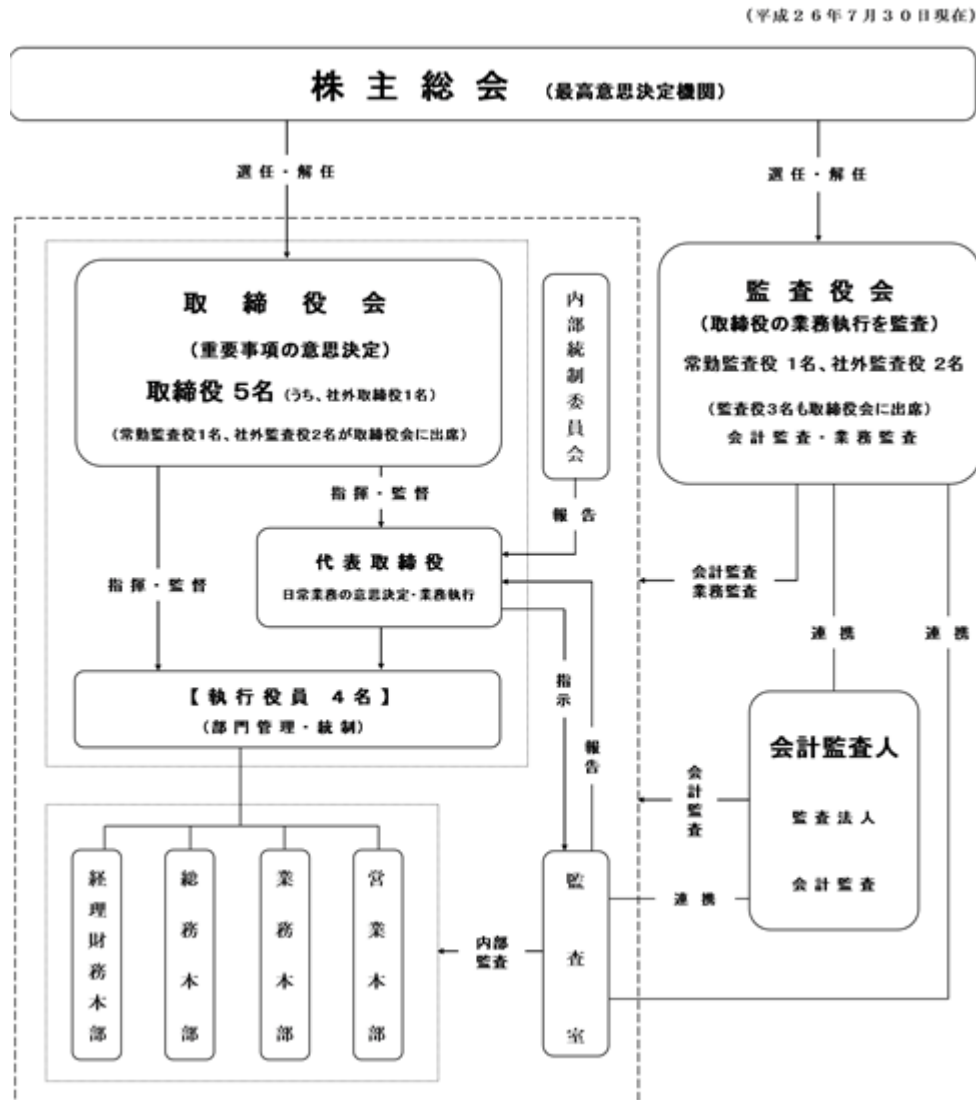 (平成26年7月30日現在)
株主総会 (最高意思決定機関)
選任・解任
選任・解任
取締役会
(重要事項の意思決定)
取締役 5名 (うち、社外取締役1名)
(常勤監査役1名、社外監査役2名が取締役会に出席)
内部統制委員会
監査役会
(取締役の業務執行を監査)
常勤監査役 1名、社外監査役 2名
(監査役3名も取締役会に出席)
会計監査・業務監査
指揮・監督
報告
代表取締役
日常業務の意思決定・業務執行
指揮・監督
会計監査
業務監査
連携
連携
【執行役員 4名】
(部門管理・統制)
指示
報告
会計監査人
監査法人
会計監査
会計監査
経理財務本部
総務本部
業務本部
営業本部
内部
監査
監査室
連携